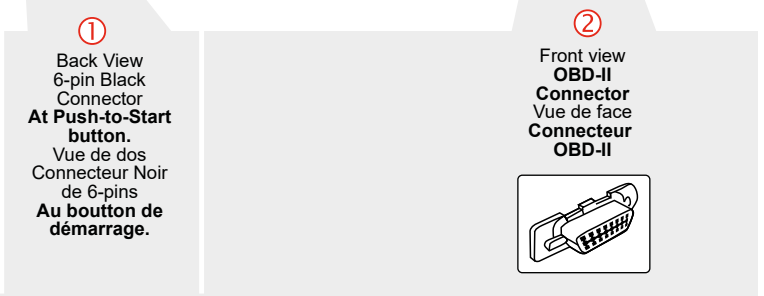 1
Back View
6-pin Black
Connector
At Push-to-Start
button.
Vue de dos
Connecteur Noir
de 6-pins
Au boutton de
démarrage.
2
Front view
OBD-II
Connector
Vue de face
Connecteur
OBD-II